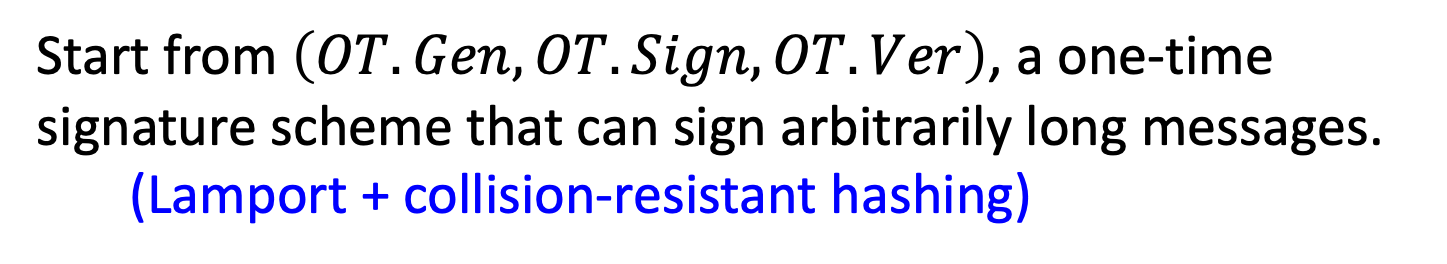 Start from (OT.Gen, OT.Sign, OT.Ver), a one-time
signature scheme that can sign arbitrarily long messages.
(Lamport + collision-resistant hashing)